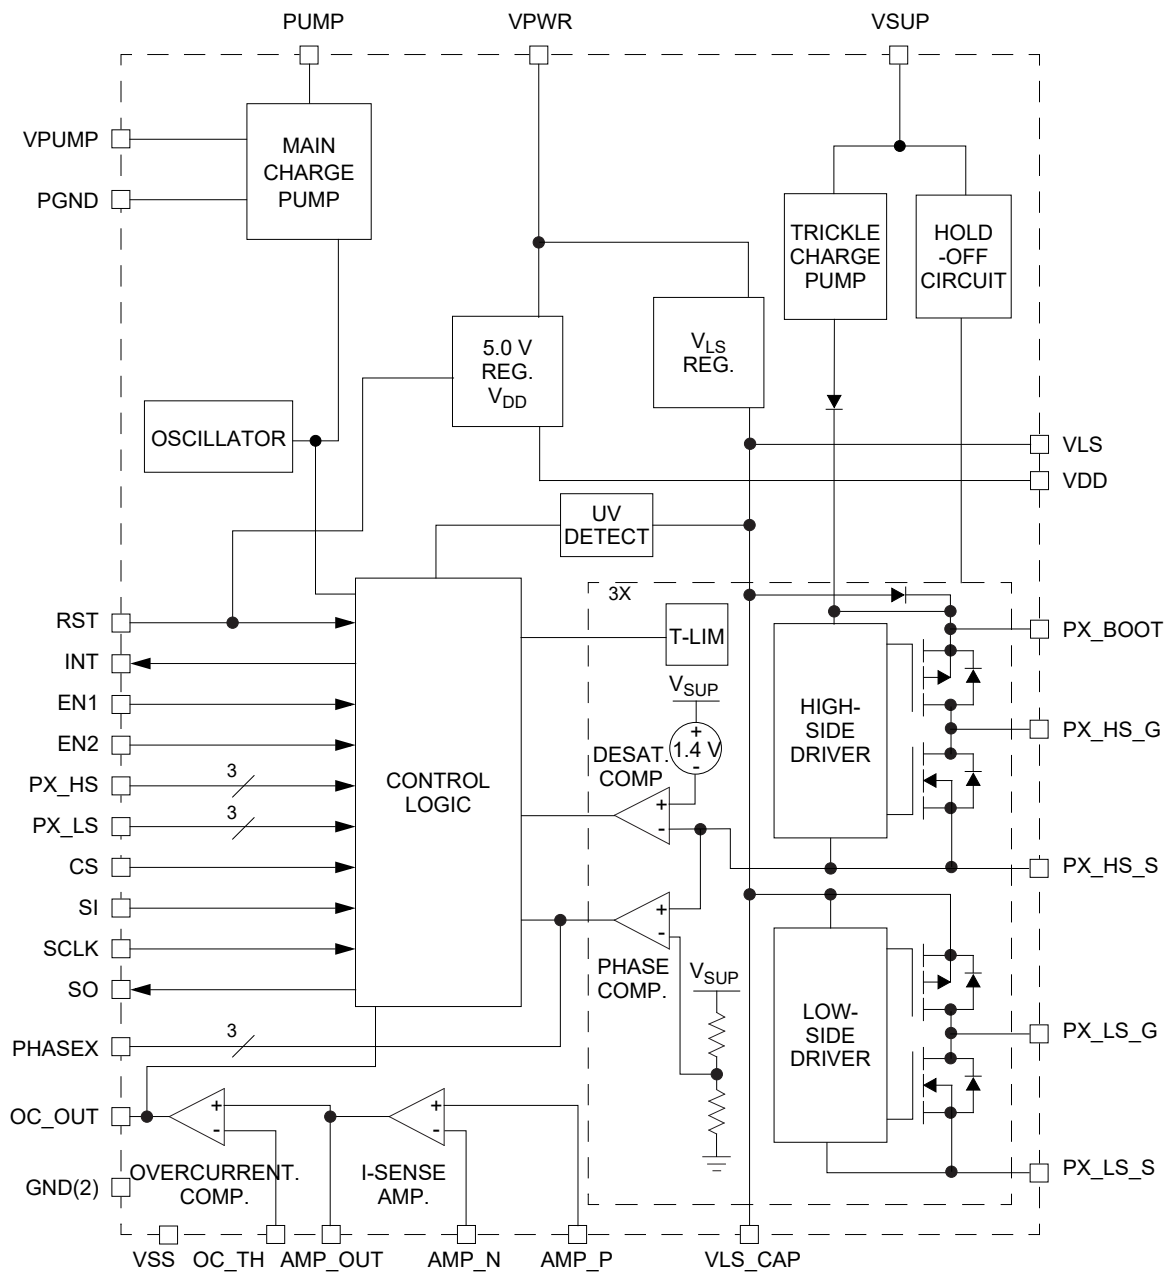 PUMP
VPWR
VSUP
VPUMP
PGND
MAIN
CHARGE
PUMP
TRICKLE
CHARGE
PUMP
HOLD
-OFF
CIRCUIT
5.0 V
REG.
VDD
VLS
REG.
OSCILLATOR
VLS
VDD
UV
DETECT
3X
RST
INT
EN1
EN2
PX_HS
3
PX_LS
3
CS
SI
SCLK
SO
PHASEX
3
OC_OUT
GND(2)
CONTROL
LOGIC
T-LIM
VSUP
+
1.4 V
-
DESAT.
COMP.
+
-
+
-
PHASE
COMP.
VSUP
HIGH-
SIDE
DRIVER
LOW-
SIDE
DRIVER
PX_BOOT
PX_HS_G
PX_HS_S
PX_LS_G
PX_LS_S
+
-
OVERCURRENT.
COMP.
+
-
I-SENSE
AMP.
VSS
OC_TH
AMP_OUT
AMP_N
AMP_P
VLS_CAP